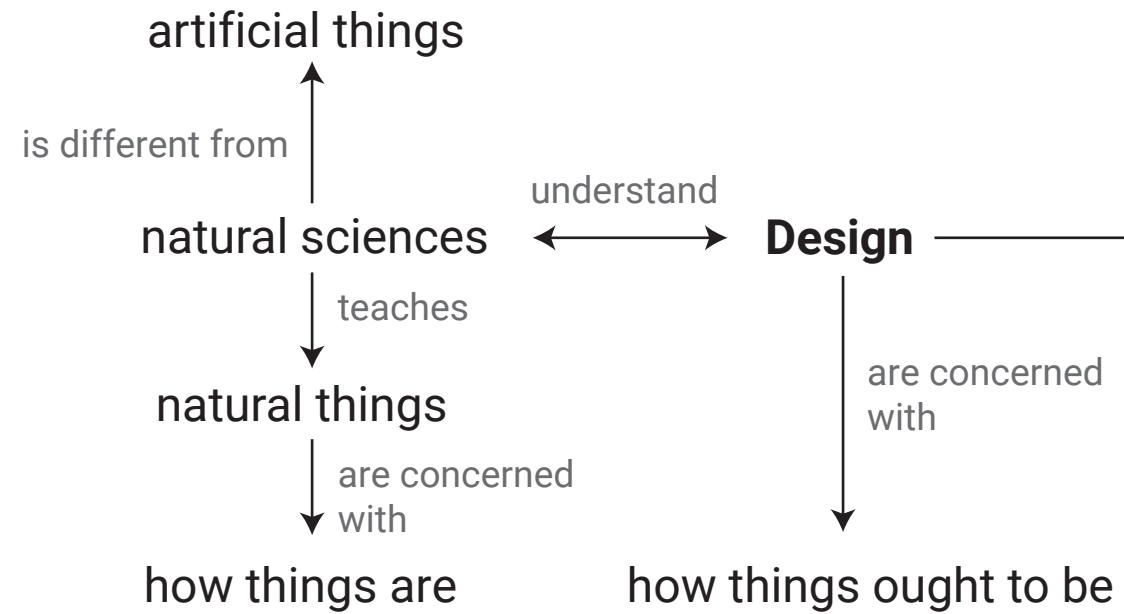 artificial things
is different from
understand
natural sciences
Design
teaches
are concerned
with
natural things
are concerned
with
how things are
how things ought to be